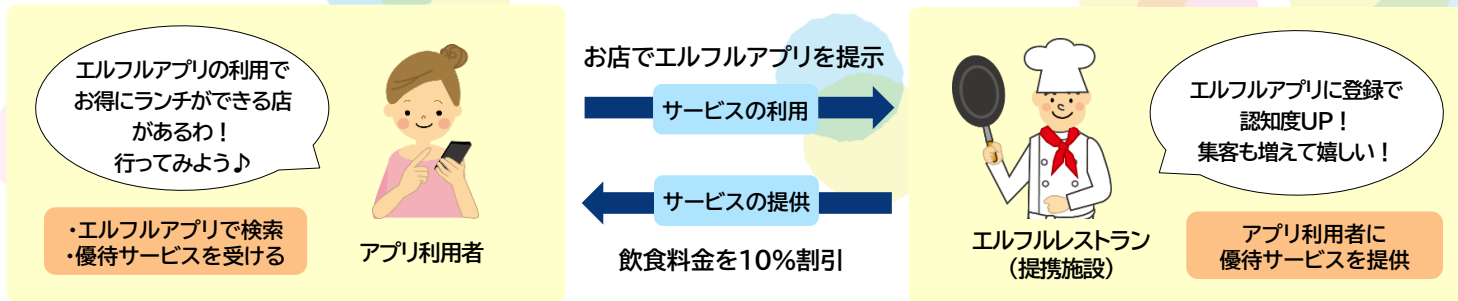 エルフルアプリの利用で
お得にランチができる店
があるわ！
行ってみよう♪
・エルフルアプリで検索
・優待サービスを受ける
アプリ利用者
お店でエルフルアプリを提示
サービスの利用
サービスの提供
飲食料金を10%割引
エルフルレストラン
（提携施設）
エルフルアプリに登録で
認知度UP！
集客も増えて嬉しい！
アプリ利用者に
優待サービスを提供